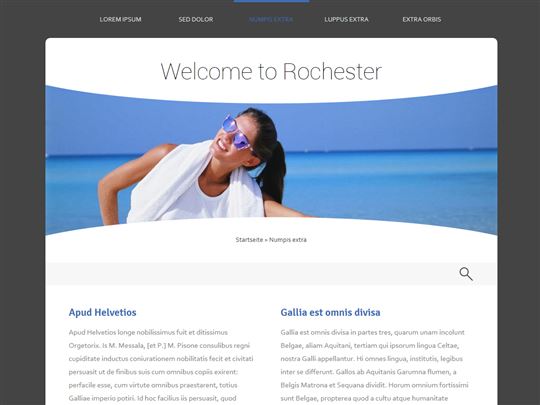 LOREM IPSUM SED DOLOR NUMPIS EXTRA LUPPUS EXTRA EXTRA ORBIS
Welcome to Rochester
Startseite » Numpis extra
Apud Helvetios
Apud Helvetios longe nobilissimus fuit et ditissimus
Orgetorix. Is M. Messala, [et P.] M. Pisone consulibus regni
cupiditate inductus coniurationem nobilitatis fecit et civitati
persuasit ut de finibus suis cum omnibus copiis exirent:
perfacile esse, cum virtute omnibus praestarent, totius
Galliae imperio potiri. Id hoc facilius iis persuasit, quod
Gallia est omnis divisa
Gallia est omnis divisa in partes tres, quarum unam incolunt
Belgae, aliam Aquitani, tertiam qui ipsorum lingua Celtae,
nostra Galli appellantur. Hi omnes lingua, institutis, legibus
inter se differunt. Gallos ab Aquitanis Garumna flumen, a
Belgis Matrona et Sequana dividit. Horum omnium fortissimi
sunt Belgae, propterea quod a cultu atque humanitate